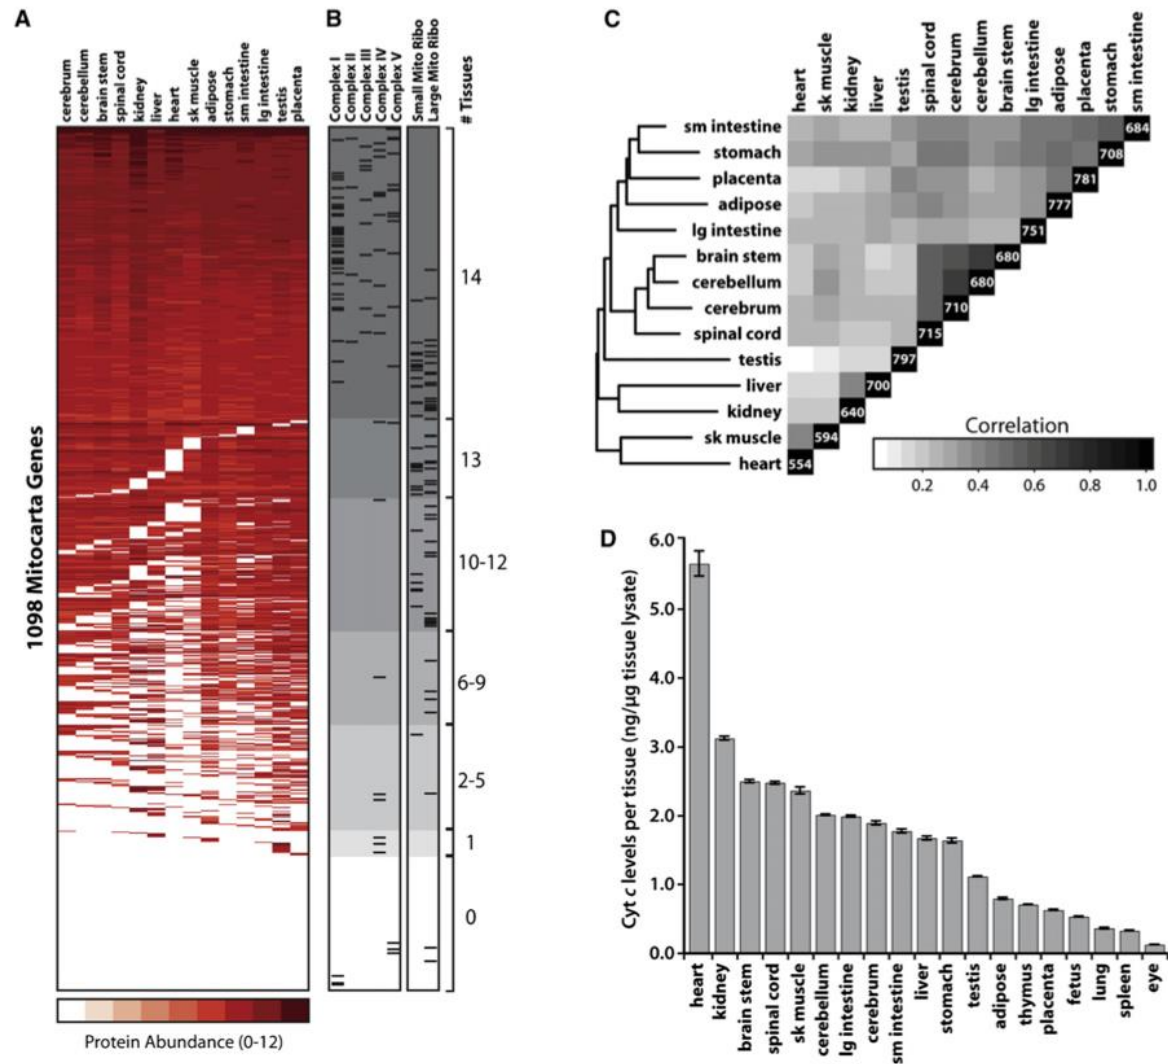 A
cerebrum
cerebellum
brain stem
spinal cord
kidney
liver
heart
sk muscle
adipose
stomach
sm intestine
lg intestine
testis
placenta
1098 Mitocarta Genes
Protein Abundance (0-12)
B
Complex I
Complex II
Complex III
Complex IV
Complex V
Small Mito Ribo
Large Mito Ribo
# Tissues
14
13
10-12
6-9
2-5
1
0
C
heart
sk muscle
kidney
liver
testis
spinal cord
cerebrum
cerebellum
brain stem
lg intestine
adipose
placenta
stomach
sm intestine
sm intestine 684
stomach 708
placenta 781
adipose 777
lg intestine 751
brain stem 680
cerebellum 680
cerebrum 710
spinal cord 715
testis 797
liver 700
kidney 640
sk muscle 594
heart 554
Correlation
0.2 0.4 0.6 0.8 1.0
D
Cyt c levels per tissue (ng/µg tissue lysate)
6.0
5.0
4.0
3.0
2.0
1.0
0.0
heart
kidney
brain stem
spinal cord
sk muscle
cerebellum
lg intestine
cerebrum
sm intestine
liver
stomach
testis
adipose
thymus
placenta
fetus
lung
spleen
eye